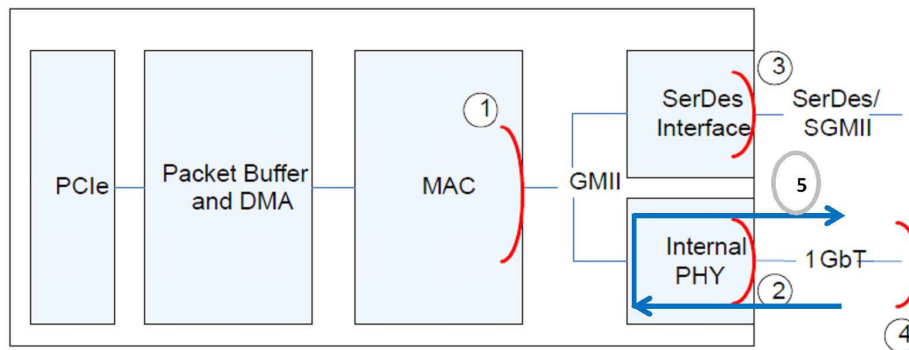 PCIe
Packet Buffer
and DMA
MAC
1
GMII
SerDes
Interface
3
SerDes/
SGMII
5
Internal
PHY
1GbT
2
4